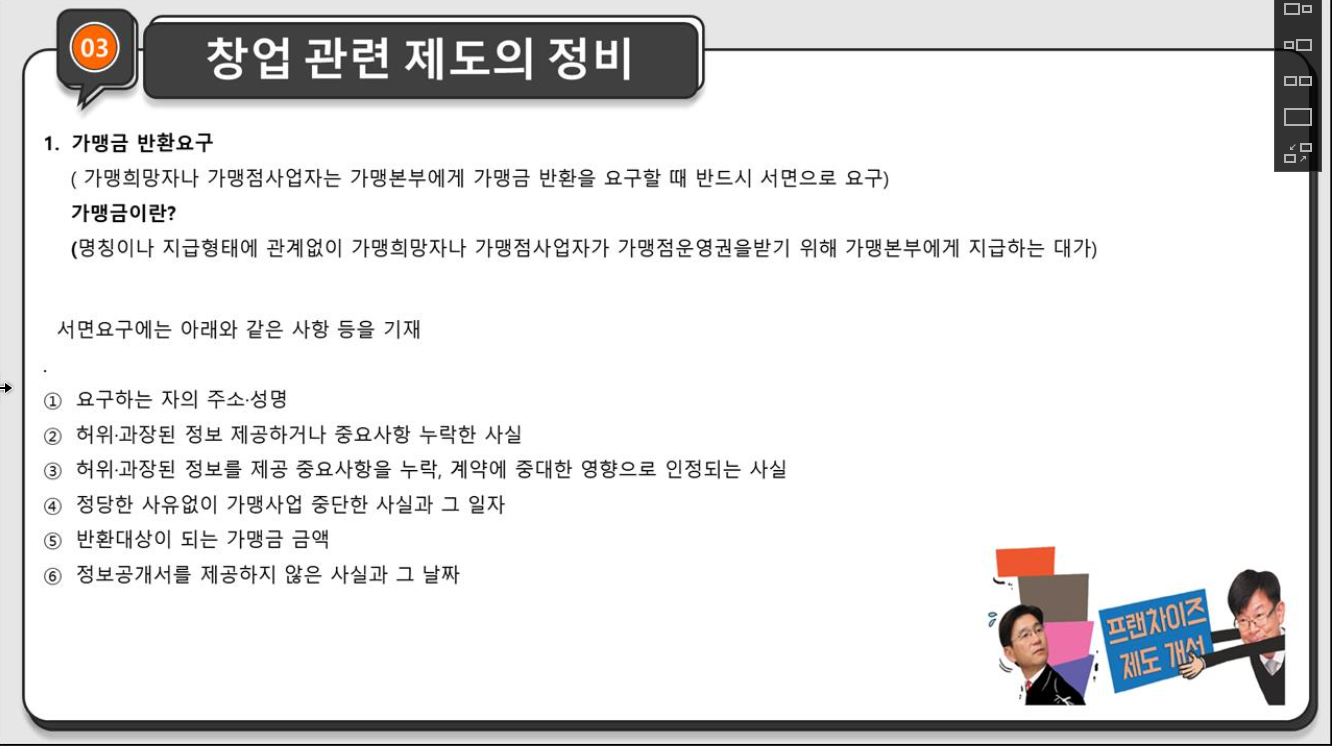 03
창업 관련 제도의 정비
1. 가맹금 반환요구
( 가맹희망자나 가맹점사업자는 가맹본부에게 가맹금 반환을 요구할 때 반드시 서면으로 요구)
가맹금이란?
(명칭이나 지급형태에 관계없이 가맹희망자나 가맹점사업자가 가맹점운영권을받기 위해 가맹본부에게 지급하는 대가)
서면요구에는 아래와 같은 사항 등을 기재
.
① 요구하는 자의 주소·성명
② 허위·과장된 정보 제공하거나 중요사항 누락한 사실
③ 허위·과장된 정보를 제공 중요사항을 누락, 계약에 중대한 영향으로 인정되는 사실
④ 정당한 사유없이 가맹사업 중단한 사실과 그 일자
⑤ 반환대상이 되는 가맹금 금액
⑥ 정보공개서를 제공하지 않은 사실과 그 날짜
프랜차이즈
제도 개선